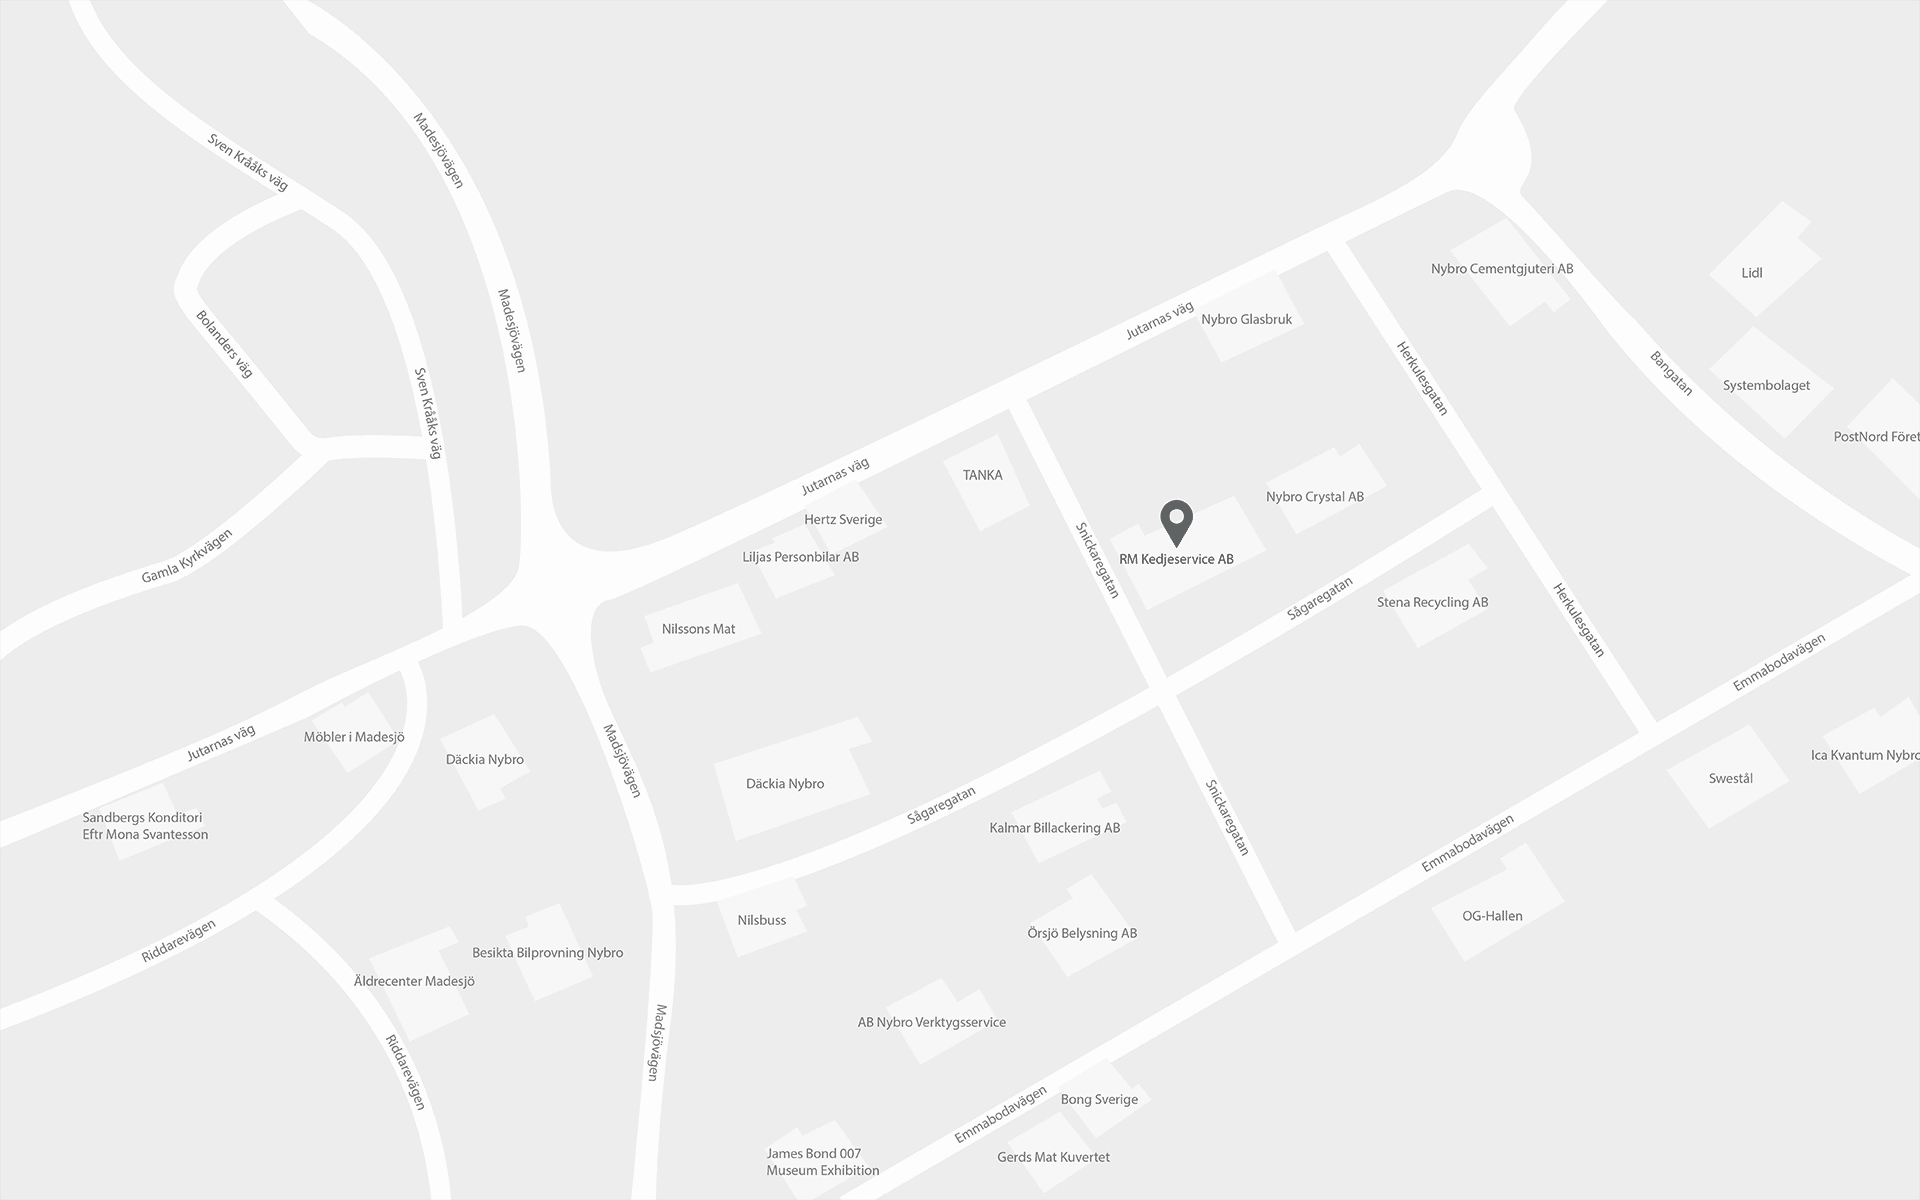 Madesjövägen
Sven Krååks väg
Nybro Cementgjuteri AB
Lidl
Jutarnas väg
Nybro Glasbruk
Madesjövägen
Bolanders väg
Herkulesgatan
Bangatan
Systembolaget
Sven Krååks väg
PostNord Föret
Jutarnas väg
TANKA
Nybro Crystal AB
Hertz Sverige
Liljas Personbilar AB
Snickaregatan
RM Kedjeservice AB
Gamla Kyrkvägen
Sågaregatan
Stena Recycling AB
Herkulesgatan
Nilssons Mat
Emmabodavägen
Jutarnas väg
Möbler i Madesjö
Däckia Nybro
Madsjövägen
Däckia Nybro
Ica Kvantum Nybro
Swestål
Sågaregatan
Sandbergs Konditori
Eftr Mona Svantesson
Kalmar Billackering AB
Snickaregatan
Emmabodavägen
Nilsbuss
OG-Hallen
Riddarevägen
Örsjö Belysning AB
Besikta Bilprovning Nybro
Äldrecenter Madesjö
AB Nybro Verktygsservice
Madsjövägen
Riddarevägen
Emmabodavägen
Bong Sverige
James Bond 007
Museum Exhibition
Gerds Mat Kuvertet